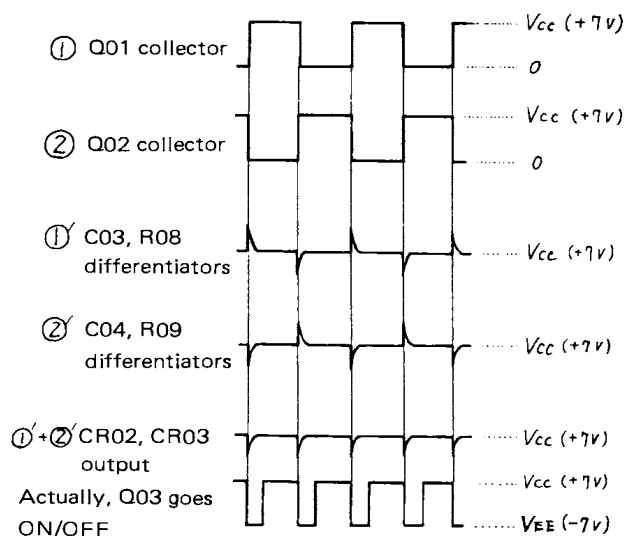 Vcc (+7v)
① Q01 collector
0
Vcc (+7v)
② Q02 collector
0
①′ C03, R08
differentiators
Vcc (+7v)
②′ C04, R09
differentiators
Vcc (+7v)
①′+②′ CR02, CR03
output
Vcc (+7v)
Actually, Q03 goes
ON/OFF
Vcc (+7v)
VEE (-7v)